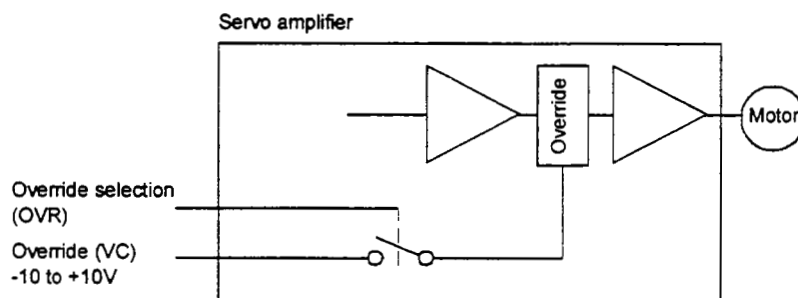 Servo amplifier
Override
Motor
Override selection
(OVR)
Override (VC)
-10 to +10V